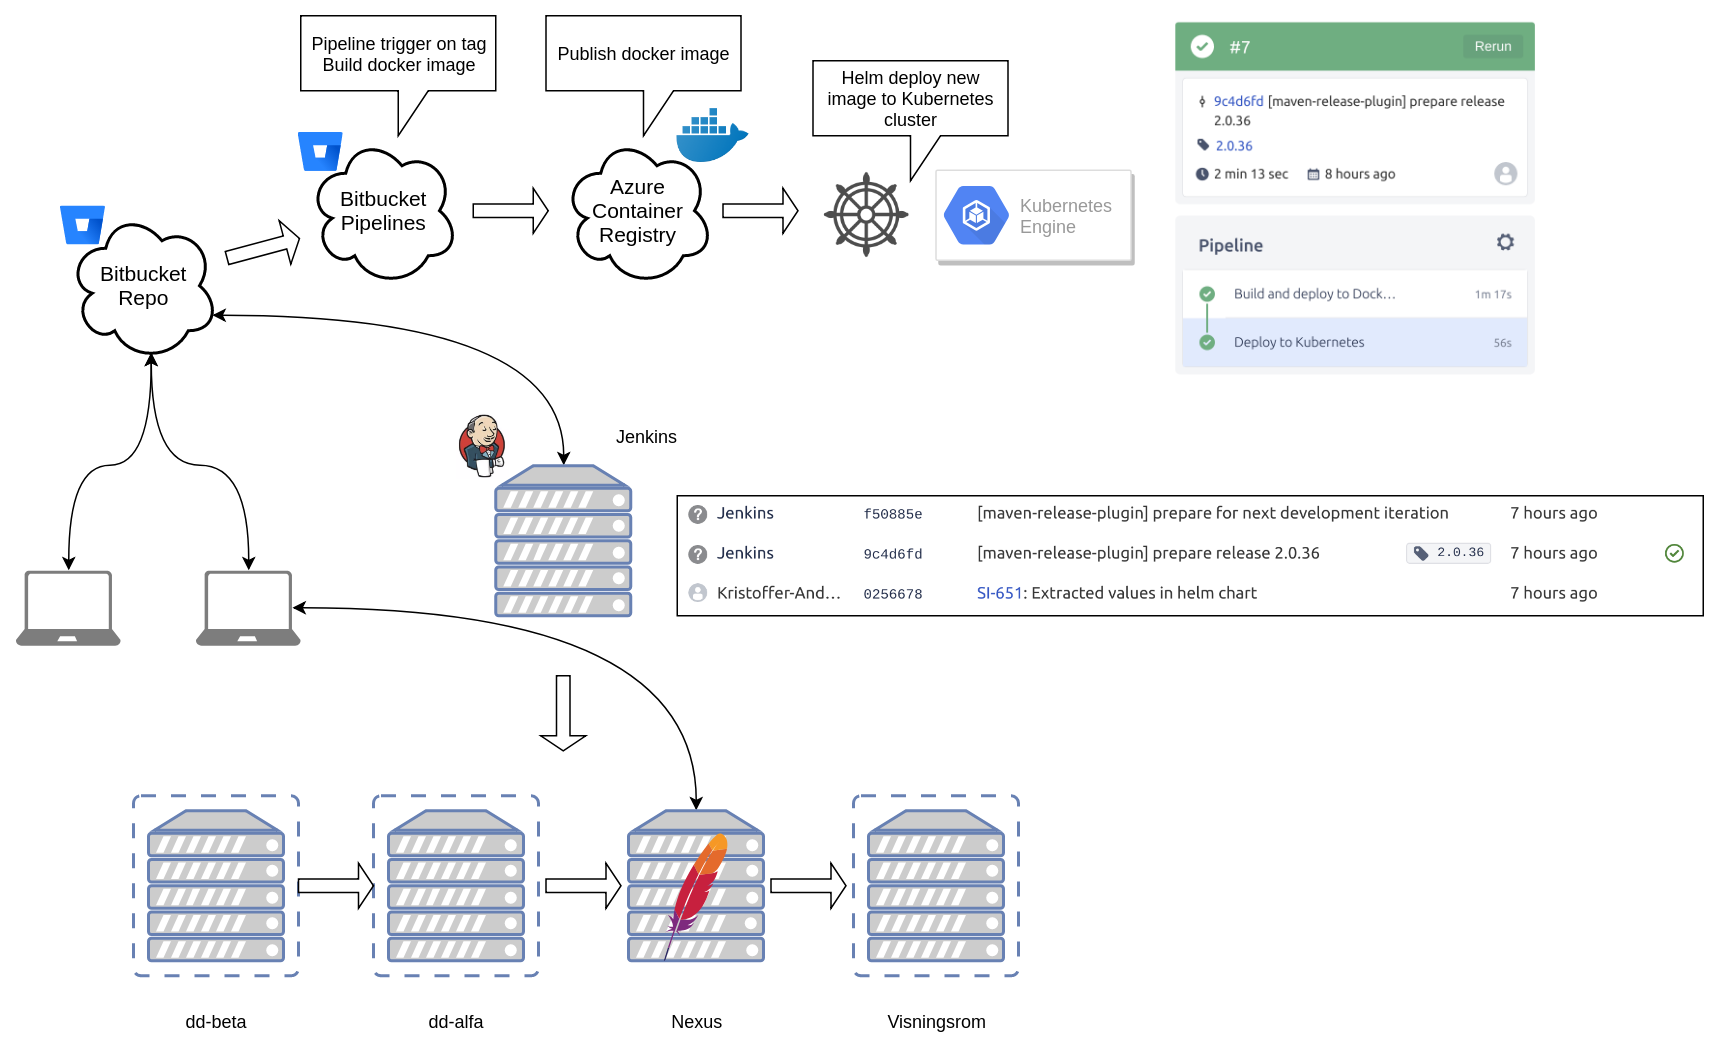 Pipeline trigger on tag
Build docker image
Publish docker image
Helm deploy new
image to Kubernetes
cluster
Bitbucket
Repo
Bitbucket
Pipelines
Azure
Container
Registry
Kubernetes
Engine
#7
Rerun
9c4d6fd [maven-release-plugin] prepare release
2.0.36
2.0.36
2 min 13 sec 8 hours ago
Pipeline
Build and deploy to Dock... 1m 17s
Deploy to Kubernetes 56s
Jenkins
Jenkins f50885e [maven-release-plugin] prepare for next development iteration 7 hours ago
Jenkins 9c4d6fd [maven-release-plugin] prepare release 2.0.36 2.0.36 7 hours ago
Kristoffer-And... 0256678 SI-651: Extracted values in helm chart 7 hours ago
dd-beta
dd-alfa
Nexus
Visningsrom